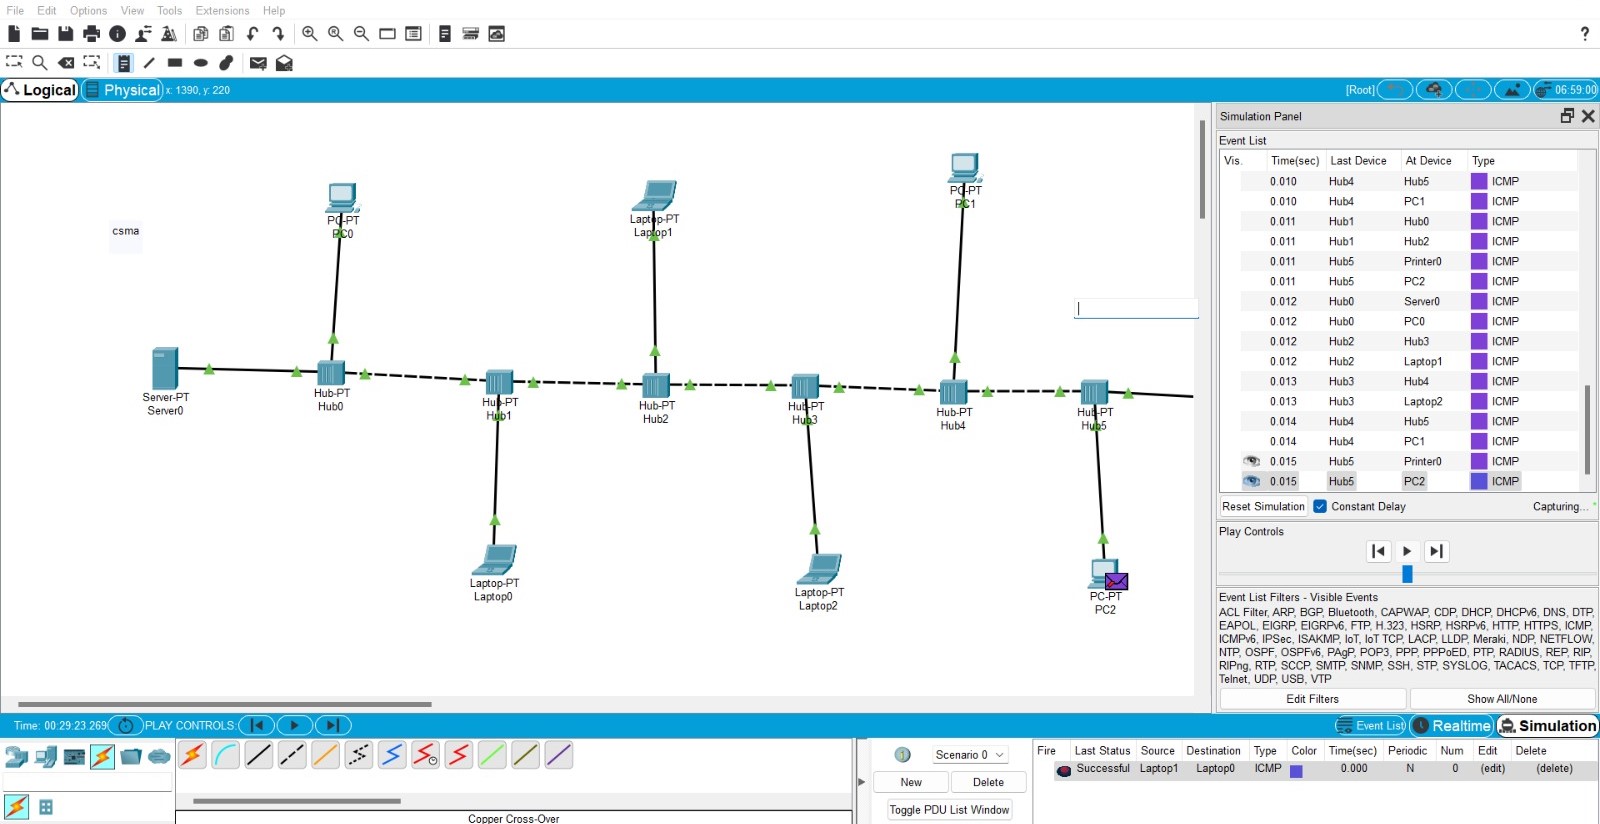 File Edit Options View Tools Extensions Help
?
Logical Physical x: 1390, y: 220 [Root] 06:59:00
csma
PC-PT
PC0
Laptop-PT
Laptop1
PC-PT
PC1
Server-PT
Server0
Hub-PT
Hub0
Hub-PT
Hub1
Hub-PT
Hub2
Hub-PT
Hub3
Hub-PT
Hub4
Hub-PT
Hub5
Laptop-PT
Laptop0
Laptop-PT
Laptop2
PC-PT
PC2
Simulation Panel
Event List
Vis. Time(sec) Last Device At Device Type
0.010 Hub4 Hub5 ICMP
0.010 Hub4 PC1 ICMP
0.011 Hub1 Hub0 ICMP
0.011 Hub1 Hub2 ICMP
0.011 Hub5 Printer0 ICMP
0.011 Hub5 PC2 ICMP
0.012 Hub0 Server0 ICMP
0.012 Hub0 PC0 ICMP
0.012 Hub2 Hub3 ICMP
0.012 Hub2 Laptop1 ICMP
0.013 Hub3 Hub4 ICMP
0.013 Hub3 Laptop2 ICMP
0.014 Hub4 Hub5 ICMP
0.014 Hub4 PC1 ICMP
0.015 Hub5 Printer0 ICMP
0.015 Hub5 PC2 ICMP
Reset Simulation Constant Delay Capturing...
Play Controls
Event List Filters - Visible Events
ACL Filter, ARP, BGP, Bluetooth, CAPWAP, CDP, DHCP, DHCPv6, DNS, DTP,
EAPOL, EIGRP, EIGRPv6, FTP, H.323, HSRP, HSRPv6, HTTP, HTTPS, ICMP,
ICMPv6, IPSec, ISAKMP, IoT, IoT TCP, LACP, LLDP, Meraki, NDP, NETFLOW,
NTP, OSPF, OSPFv6, PAgP, POP3, PPP, PPPoED, PTP, RADIUS, REP, RIP,
RIPng, RTP, SCCP, SMTP, SNMP, SSH, STP, SYSLOG, TACACS, TCP, TFTP,
Telnet, UDP, USB, VTP
Edit Filters Show All/None
Time: 00:29:23.269 PLAY CONTROLS: Event List Realtime Simulation
Copper Cross-Over
Scenario 0
New Delete
Toggle PDU List Window
Fire Last Status Source Destination Type Color Time(sec) Periodic Num Edit Delete
Successful Laptop1 Laptop0 ICMP 0.000 N 0 (edit) (delete)